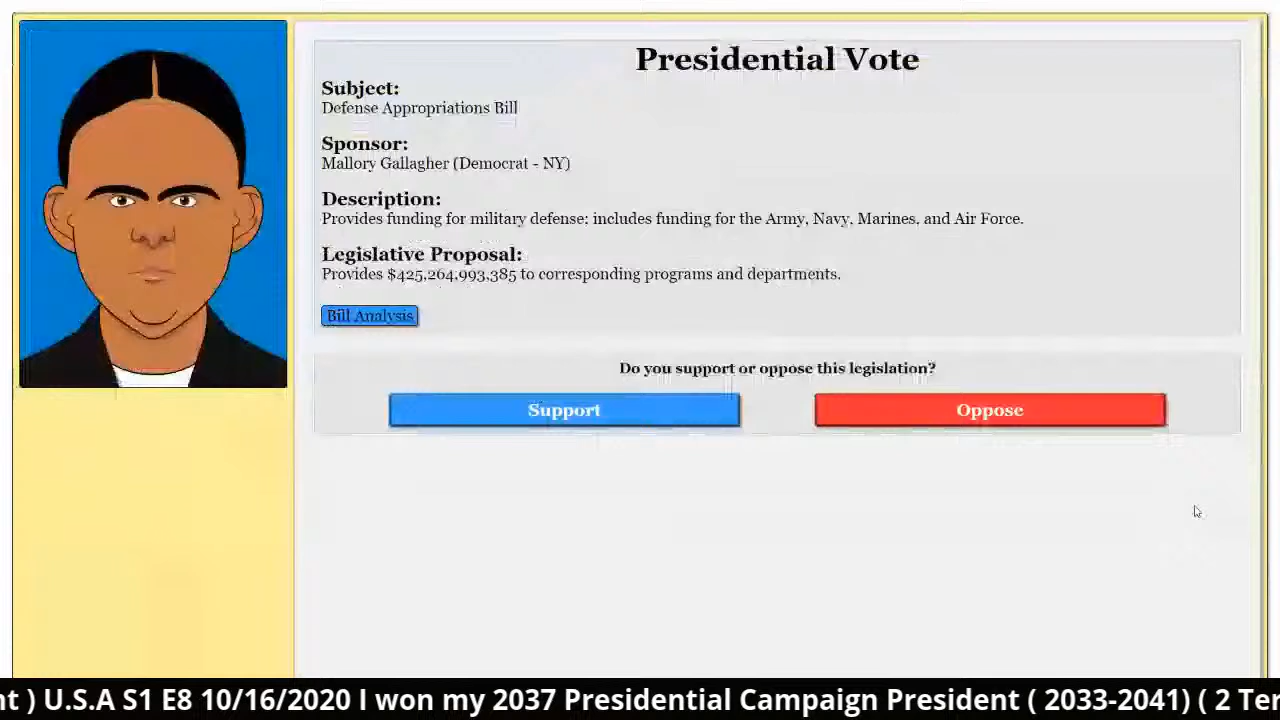 Presidential Vote
Subject:
Defense Appropriations Bill
Sponsor:
Mallory Gallagher (Democrat - NY)
Description:
Provides funding for military defense; includes funding for the Army, Navy, Marines, and Air Force.
Legislative Proposal:
Provides $425,264,993,385 to corresponding programs and departments.
Bill Analysis
Do you support or oppose this legislation?
Support
Oppose
nt ) U.S.A S1 E8 10/16/2020 I won my 2037 Presidential Campaign President ( 2033-2041) ( 2 Ter